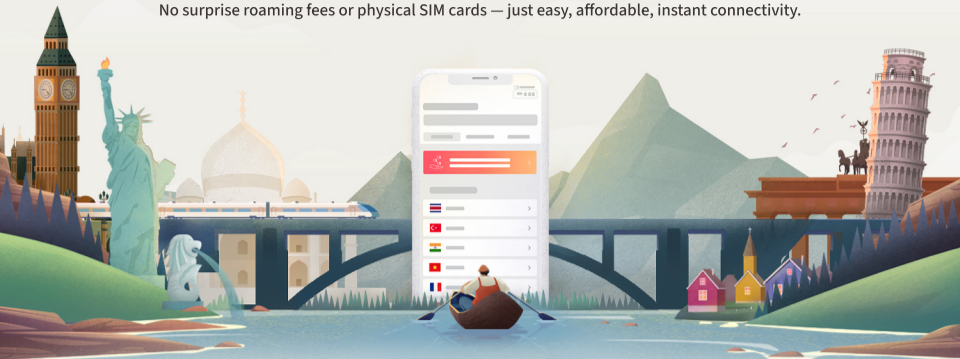 No surprise roaming fees or physical SIM cards — just easy, affordable, instant connectivity.